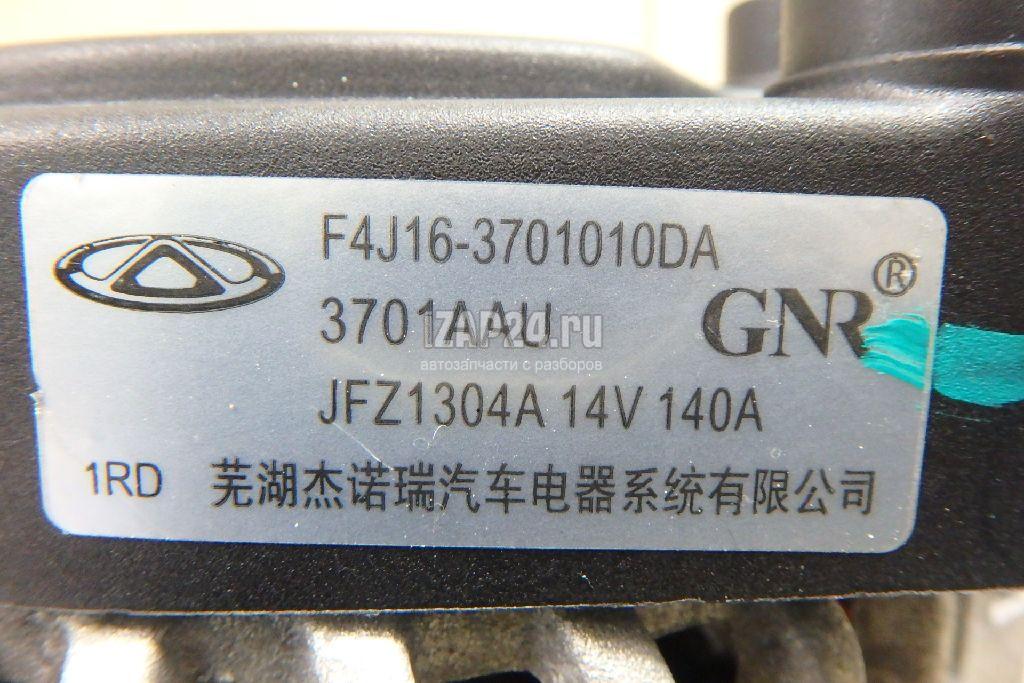 F4J16-3701010DA
3701AAU
GNR®
IZAP24.ru
автозапчасти с разборов
JFZ1304A 14V 140A
1RD 芜湖杰诺瑞汽车电器系统有限公司